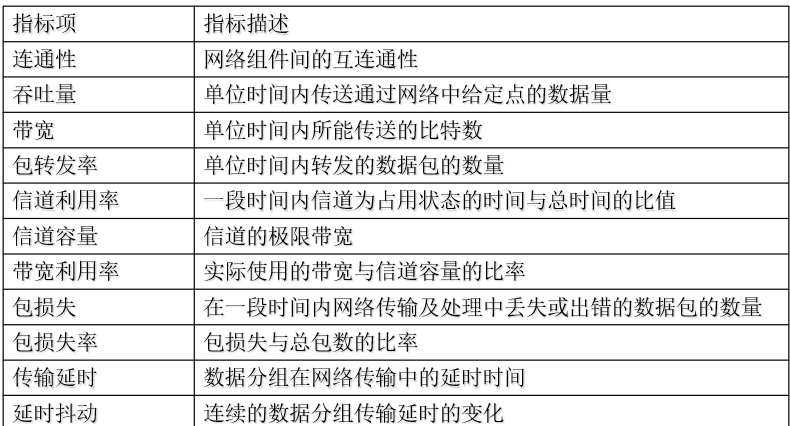 指标项 指标描述
连通性 网络组件间的互连通性
吞吐量 单位时间内传送通过网络中给定点的数据量
带宽 单位时间内所能传送的比特数
包转发率 单位时间内转发的数据包的数量
信道利用率 一段时间内信道为占用状态的时间与总时间的比值
信道容量 信道的极限带宽
带宽利用率 实际使用的带宽与信道容量的比率
包损失 在一段时间内网络传输及处理中丢失或出错的数据包的数量
包损失率 包损失与总包数的比率
传输延时 数据分组在网络传输中的延时时间
延时抖动 连续的数据分组传输延时的变化